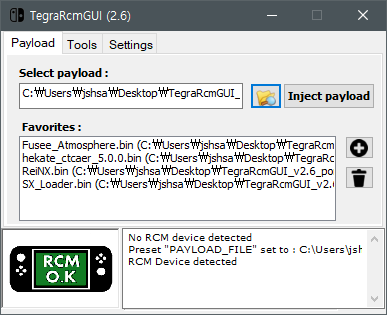 TegraRcmGUI (2.6)
Payload Tools Settings
Select payload :
C:₩Users₩jshsa₩Desktop₩TegraRcmGUI_
Inject payload
Favorites :
Fusee_Atmosphere.bin (C:₩Users₩jshsa₩Desktop₩TegraRcm
hekate_ctcaer_5.0.0.bin (C:₩Users₩jshsa₩Desktop₩TegraR
ReiNX.bin (C:₩Users₩jshsa₩Desktop₩TegraRcmGUI_v2.6_po
SX_Loader.bin (C:₩Users₩jshsa₩Desktop₩TegraRcmGUI_v2.6
RCM
O.K
No RCM device detected
Preset "PAYLOAD_FILE" set to : C:\Users\jsh
RCM Device detected